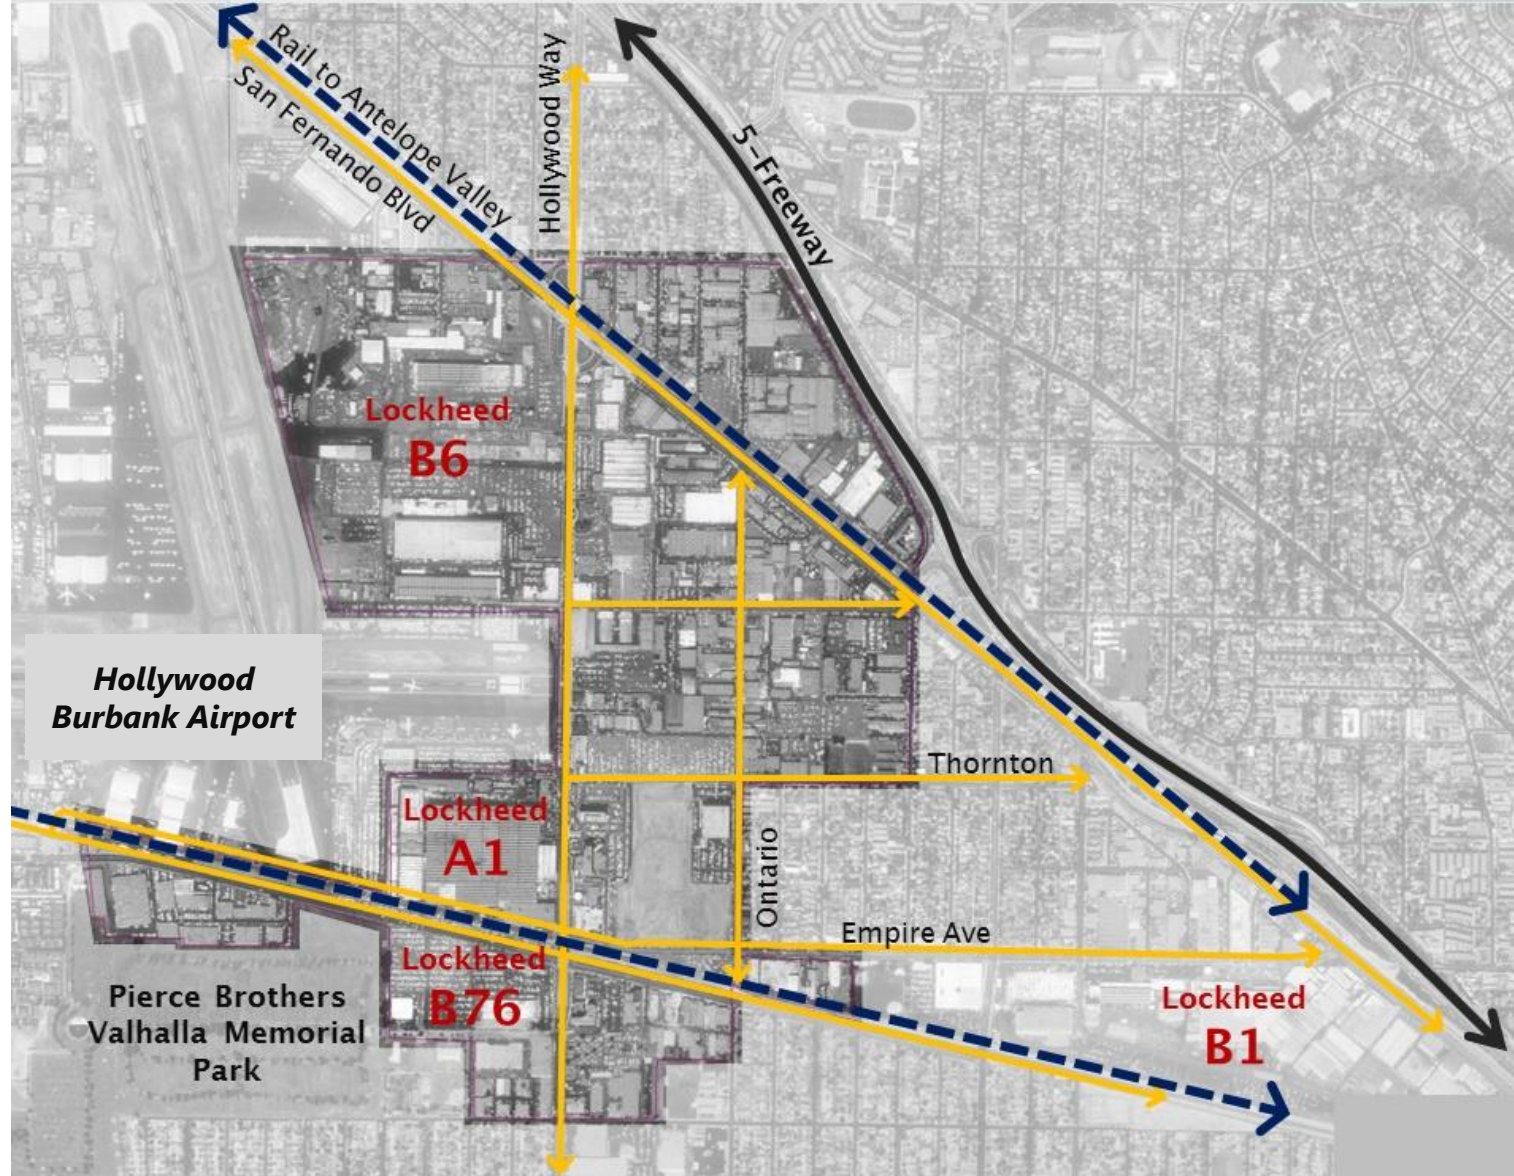 Rail to Antelope Valley
San Fernando Blvd
Hollywood Way
5-Freeway
Lockheed
B6
Hollywood
Burbank Airport
Thornton
Lockheed
A1
Ontario
Empire Ave
Lockheed
B76
Pierce Brothers
Valhalla Memorial
Park
Lockheed
B1